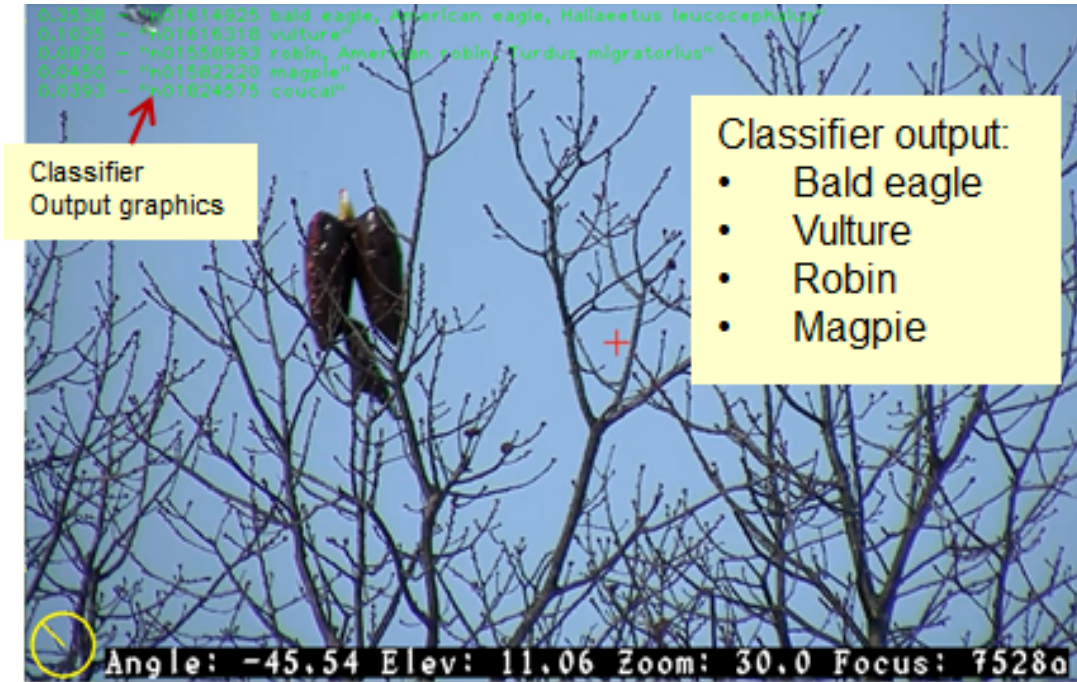 0.3638 - "n01614925 bald eagle, American eagle, Haliaeetus leucocephalus"
0.1035 - "n01616318 vulture"
0.0870 - "n01558993 robin, American robin, Turdus migratorius"
0.0450 - "n01582220 magpie"
0.0393 - "n01824575 coucal"
Classifier
Output graphics
Classifier output:
• Bald eagle
• Vulture
• Robin
• Magpie
Angle: -45.54 Elev: 11.06 Zoom: 30.0 Focus: 7528a